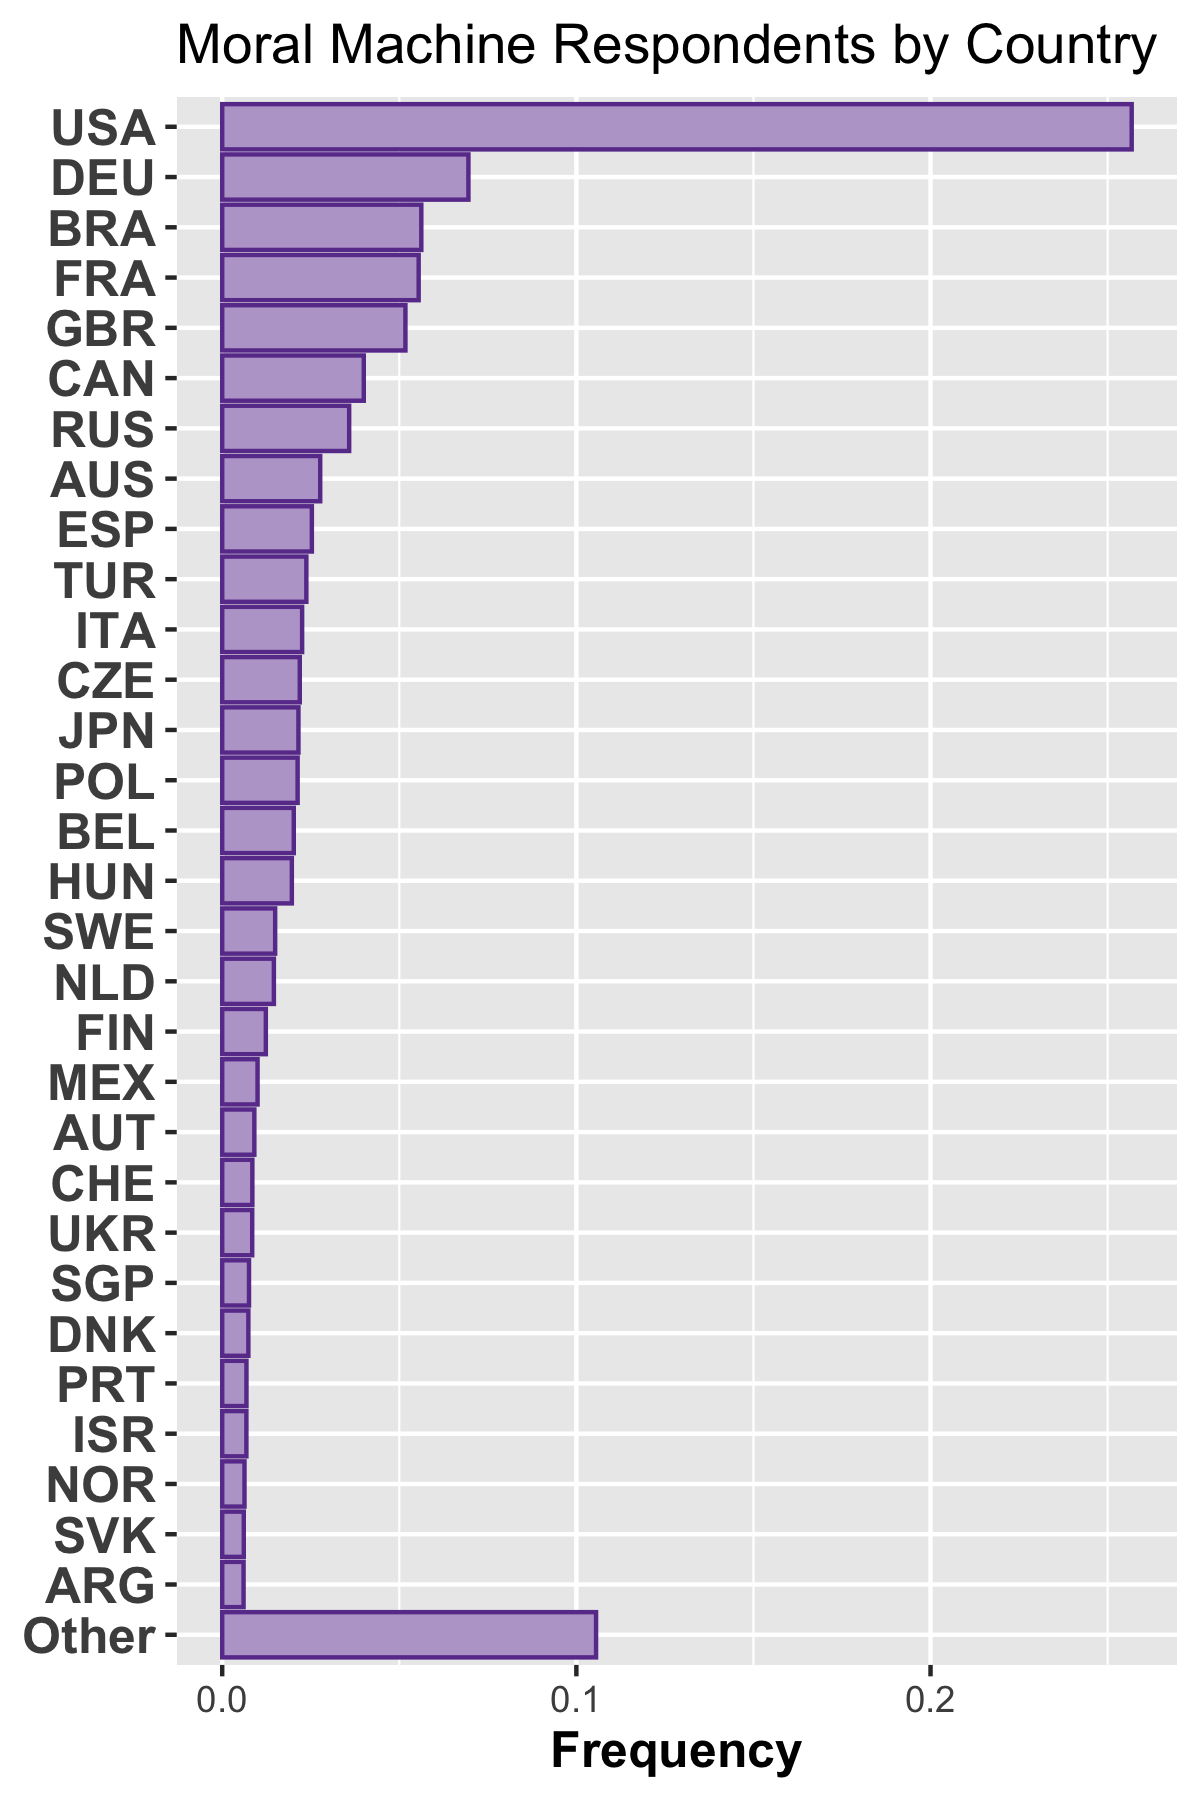 Moral Machine Respondents by Country
USA
DEU
BRA
FRA
GBR
CAN
RUS
AUS
ESP
TUR
ITA
CZE
JPN
POL
BEL
HUN
SWE
NLD
FIN
MEX
AUT
CHE
UKR
SGP
DNK
PRT
ISR
NOR
SVK
ARG
Other
0.0 0.1 0.2
Frequency